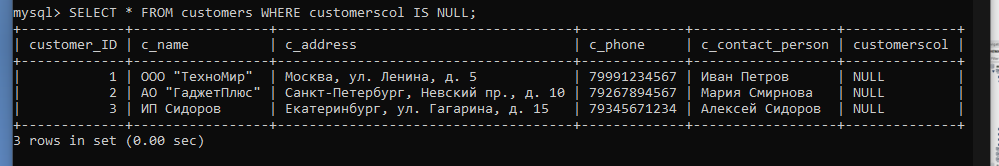 mysql> SELECT * FROM customers WHERE customerscol IS NULL;
+-------------+--------------+--------------------------------------+-------------+------------------+--------------+
| customer_ID | c_name | c_address | c_phone | c_contact_person | customerscol |
+-------------+--------------+--------------------------------------+-------------+------------------+--------------+
| 1 | ООО "ТехноМир" | Москва, ул. Ленина, д. 5 | 79991234567 | Иван Петров | NULL |
| 2 | АО "ГаджетПлюс" | Санкт-Петербург, Невский пр., д. 10 | 79267894567 | Мария Смирнова | NULL |
| 3 | ИП Сидоров | Екатеринбург, ул. Гагарина, д. 15 | 79345671234 | Алексей Сидоров | NULL |
+-------------+--------------+--------------------------------------+-------------+------------------+--------------+
3 rows in set (0.00 sec)